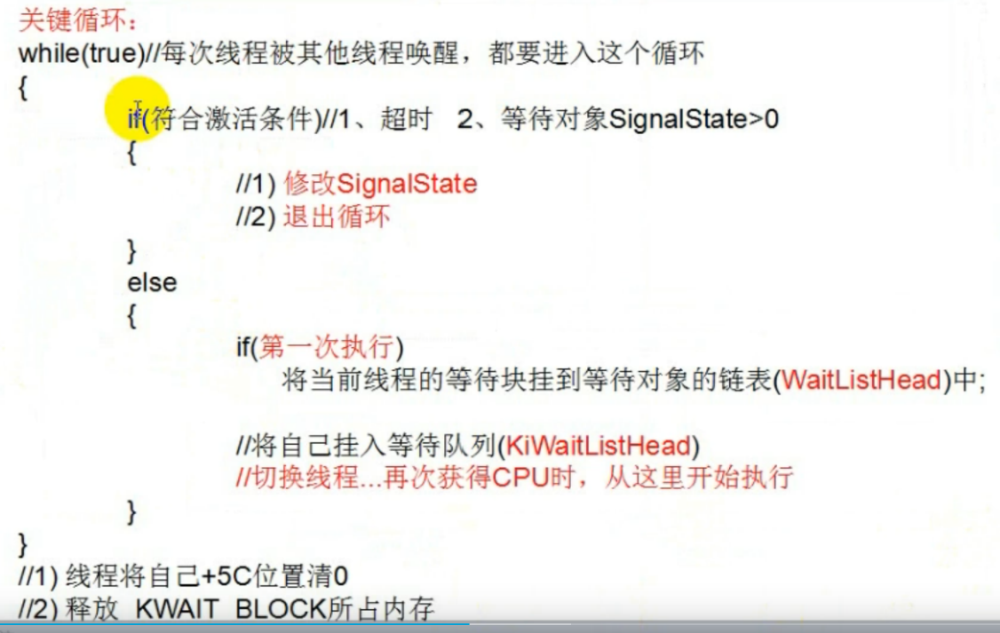 关键循环：
while(true)//每次线程被其他线程唤醒，都要进入这个循环
{
if(符合激活条件)//1、超时 2、等待对象SignalState>0
{
//1) 修改SignalState
//2) 退出循环
}
else
{
if(第一次执行)
将当前线程的等待块挂到等待对象的链表(WaitListHead)中;
//将自己挂入等待队列(KiWaitListHead)
//切换线程...再次获得CPU时，从这里开始执行
}
}
//1) 线程将自己+5C位置清0
//2) 释放 KWAIT_BLOCK所占内存